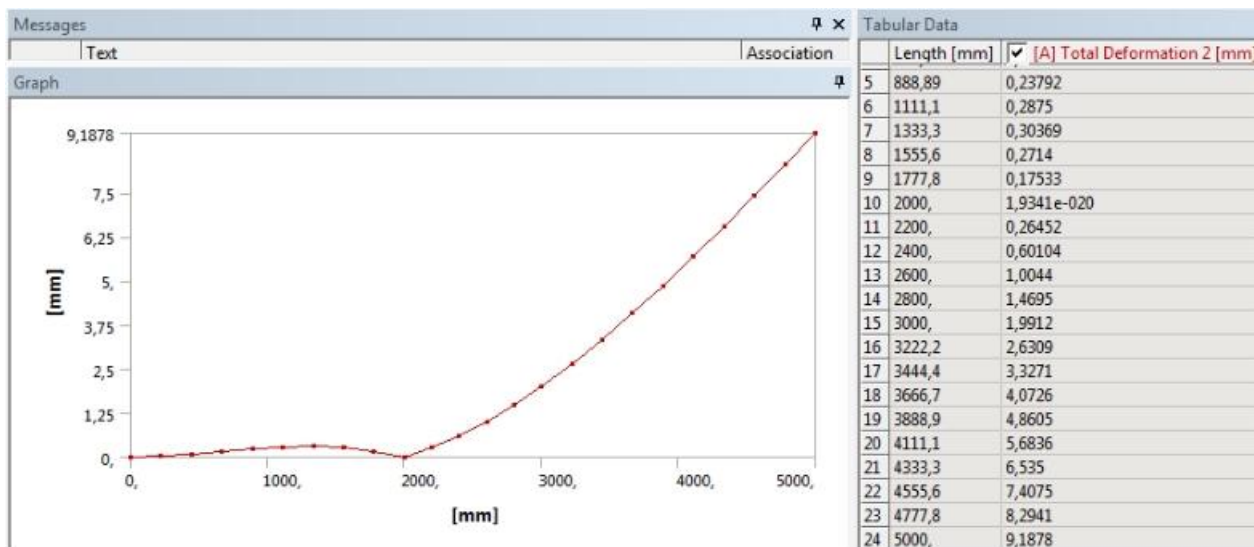 Messages
Text Association
Graph
9,1878
7,5
6,25
5,
3,75
2,5
1,25
0,
[mm]
0, 1000, 2000, 3000, 4000, 5000,
[mm]
Tabular Data
Length [mm] [A] Total Deformation 2 [mm]
5 888,89 0,23792
6 1111,1 0,2875
7 1333,3 0,30369
8 1555,6 0,2714
9 1777,8 0,17533
10 2000, 1,9341e-020
11 2200, 0,26452
12 2400, 0,60104
13 2600, 1,0044
14 2800, 1,4695
15 3000, 1,9912
16 3222,2 2,6309
17 3444,4 3,3271
18 3666,7 4,0726
19 3888,9 4,8605
20 4111,1 5,6836
21 4333,3 6,535
22 4555,6 7,4075
23 4777,8 8,2941
24 5000, 9,1878